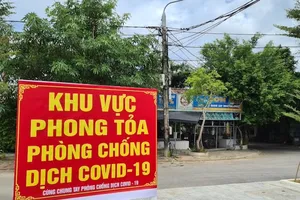 KHU VỰC
PHONG TỎA
PHÒNG CHỐNG
DỊCH COVID-19
CÙNG CHUNG TAY PHÒNG CHỐNG DỊCH COVID - 19